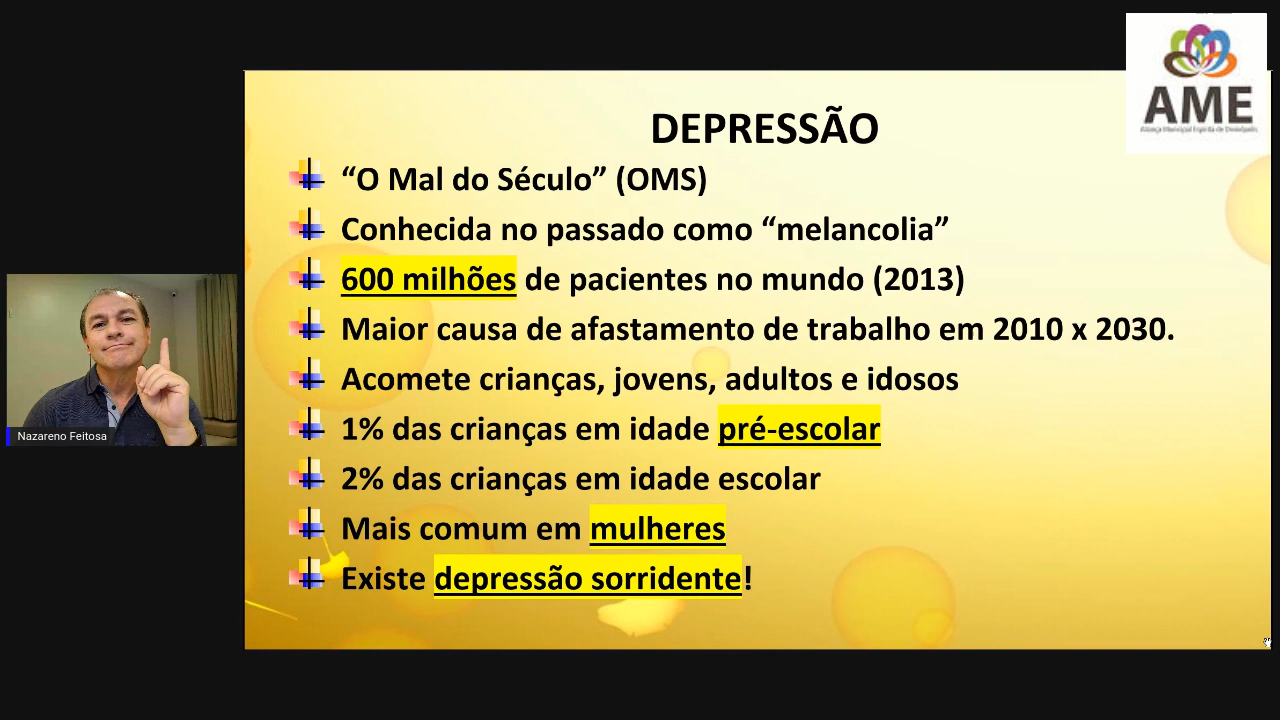 AME
Aliança Municipal Espírita de Divinópolis
DEPRESSÃO
“O Mal do Século” (OMS)
Conhecida no passado como “melancolia”
600 milhões de pacientes no mundo (2013)
Maior causa de afastamento de trabalho em 2010 x 2030.
Acomete crianças, jovens, adultos e idosos
1% das crianças em idade pré-escolar
2% das crianças em idade escolar
Mais comum em mulheres
Existe depressão sorridente!
Nazareno Feitosa